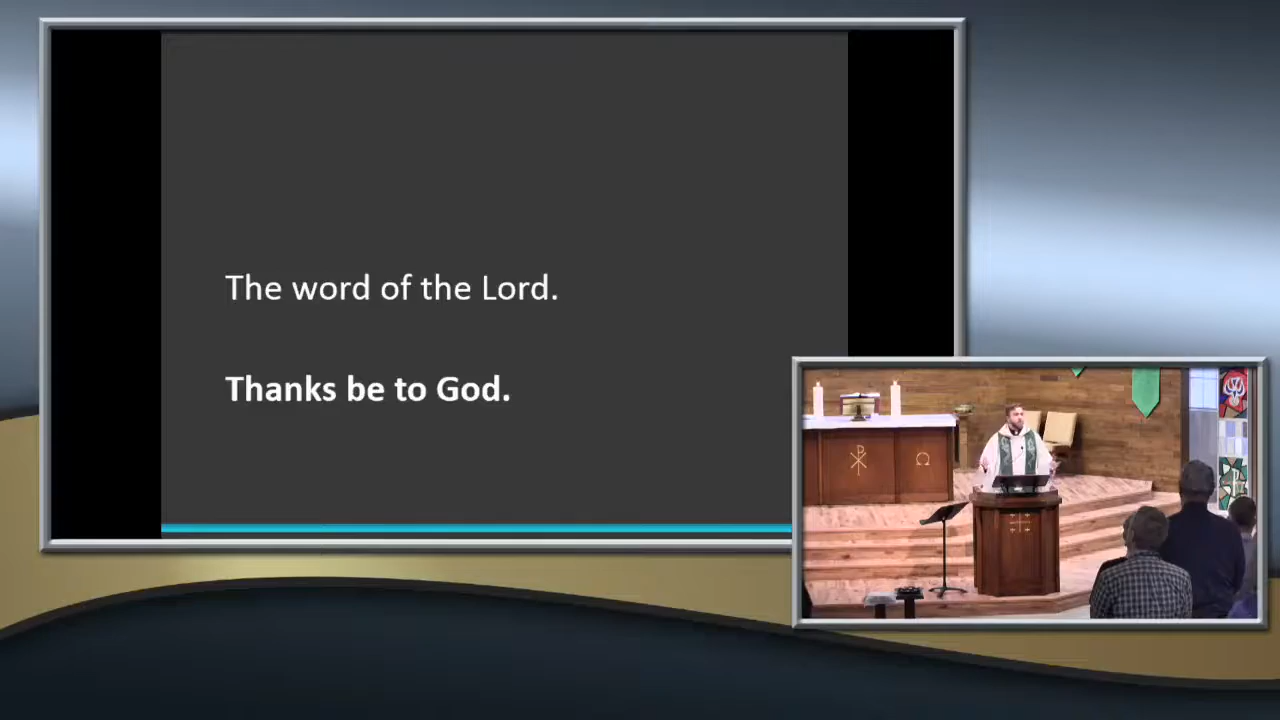 The word of the Lord.
Thanks be to God.
Ω